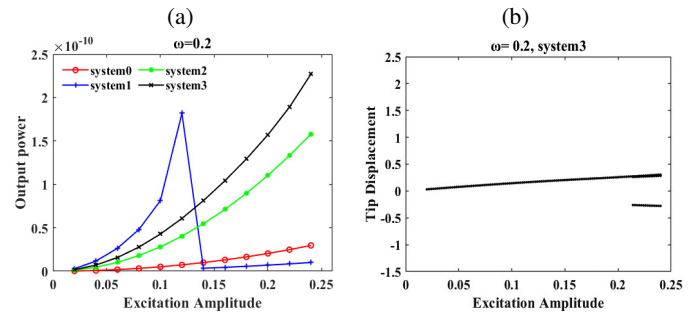 (a)
×10⁻¹⁰
ω=0.2
2.5
2
1.5
1
0.5
0
system0
system2
system1
system3
Output power
0
0.05
0.1
0.15
0.2
0.25
Excitation Amplitude
(b)
ω= 0.2, system3
2.5
2
1.5
1
0.5
0
-0.5
-1
-1.5
Tip Displacement
0
0.05
0.1
0.15
0.2
0.25
Excitation Amplitude